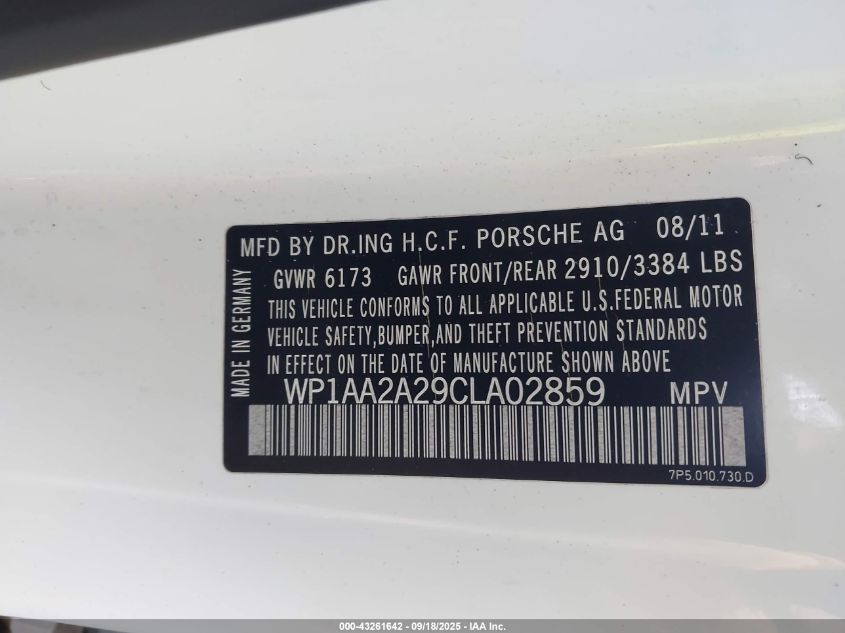 MFD BY DR.ING H.C.F. PORSCHE AG 08/11
GVWR 6173 GAWR FRONT/REAR 2910/3384 LBS
THIS VEHICLE CONFORMS TO ALL APPLICABLE U.S.FEDERAL MOTOR
VEHICLE SAFETY,BUMPER,AND THEFT PREVENTION STANDARDS
IN EFFECT ON THE DATE OF MANUFACTURE SHOWN ABOVE
WP1AA2A29CLA02859 MPV
MADE IN GERMANY
7P5.010.730.D
000-43261642 - 09/18/2025 - IAA Inc.